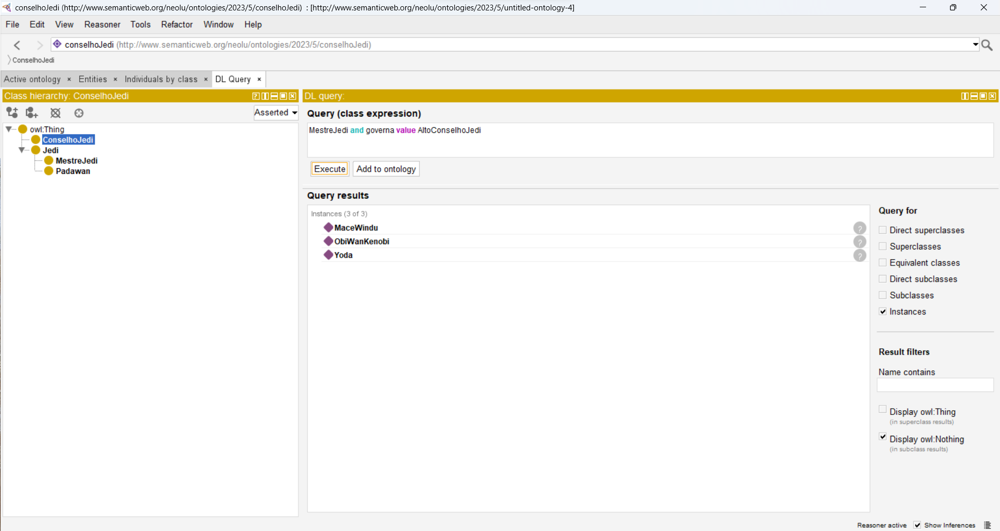 conselhoJedi (http://www.semanticweb.org/neolu/ontologies/2023/5/conselhoJedi) : [http://www.semanticweb.org/neolu/ontologies/2023/5/untitled-ontology-4]
File Edit View Reasoner Tools Refactor Window Help
conselhoJedi (http://www.semanticweb.org/neolu/ontologies/2023/5/conselhoJedi)
ConselhoJedi
Active ontology × Entities × Individuals by class × DL Query ×
Class hierarchy: ConselhoJedi
Asserted
owl:Thing
ConselhoJedi
Jedi
MestreJedi
Padawan
DL query:
Query (class expression)
MestreJedi and governa value AltoConselhoJedi
Execute Add to ontology
Query results
Instances (3 of 3)
MaceWindu ?
ObiWanKenobi ?
Yoda ?
Query for
Direct superclasses
Superclasses
Equivalent classes
Direct subclasses
Subclasses
Instances
Result filters
Name contains
Display owl:Thing
(in superclass results)
Display owl:Nothing
(in subclass results)
Reasoner active Show Inferences